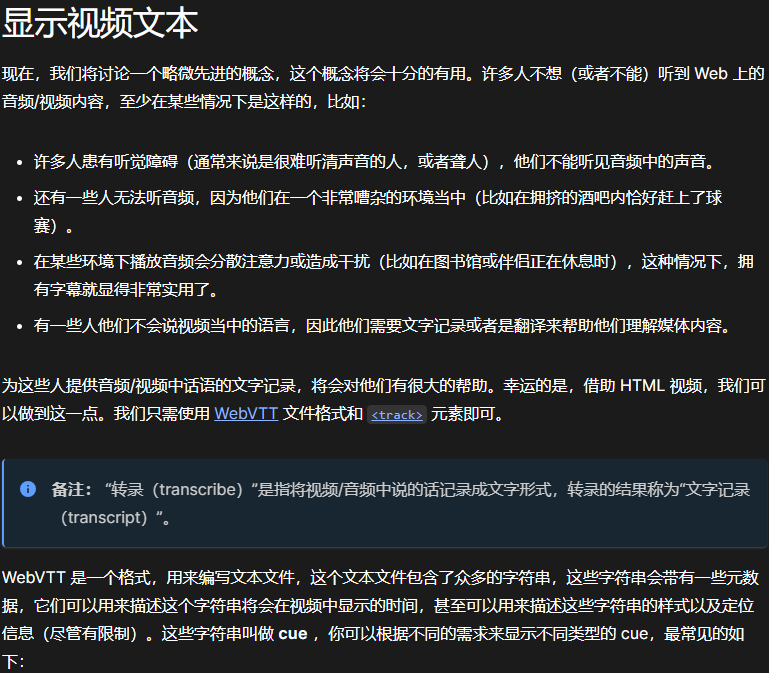 显示视频文本
现在，我们将讨论一个略微先进的概念，这个概念将会十分的有用。许多人不想（或者不能）听到 Web 上的
音频/视频内容，至少在某些情况下是这样的，比如：
• 许多人患有听觉障碍（通常来说是很难听清声音的人，或者聋人），他们不能听见音频中的声音。
• 还有一些人无法听音频，因为他们在一个非常嘈杂的环境当中（比如在拥挤的酒吧内恰好赶上了球
赛）。
• 在某些环境下播放音频会分散注意力或造成干扰（比如在图书馆或伴侣正在休息时），这种情况下，拥
有字幕就显得非常实用了。
• 有一些人他们不会说视频当中的语言，因此他们需要文字记录或者是翻译来帮助他们理解媒体内容。
为这些人提供音频/视频中话语的文字记录，将会对他们有很大的帮助。幸运的是，借助 HTML 视频，我们可
以做到这一点。我们只需使用 WebVTT 文件格式和 <track> 元素即可。
备注： “转录（transcribe）”是指将视频/音频中说的话记录成文字形式，转录的结果称为“文字记录
（transcript）”。
WebVTT 是一个格式，用来编写文本文件，这个文本文件包含了众多的字符串，这些字符串会带有一些元数
据，它们可以用来描述这个字符串将会在视频中显示的时间，甚至可以用来描述这些字符串的样式以及定位
信息（尽管有限制）。这些字符串叫做 cue ，你可以根据不同的需求来显示不同类型的 cue，最常见的如
下：